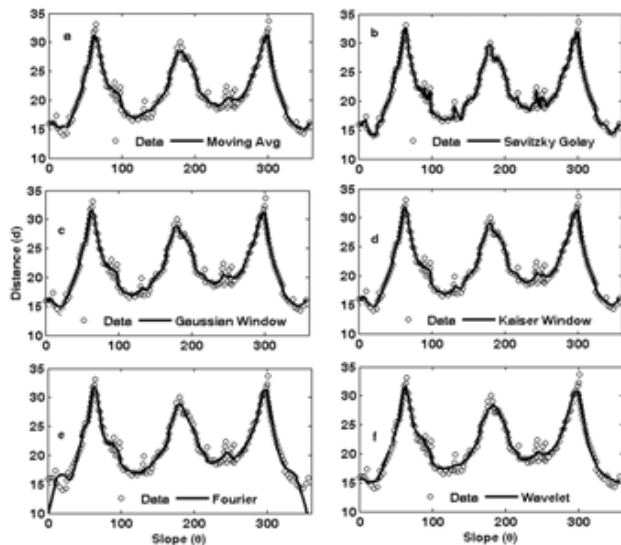 35 35
a b
30 30
25 25
20 20
15 15
Data Moving Avg Data Savitzky Golay
10 10
0 100 200 300 0 100 200 300
35 35
c d
30 30
25 25
20 20
15 15
Data Gaussian Window Data Kaiser Window
10 10
0 100 200 300 0 100 200 300
Distance (d)
35 35
e f
30 30
25 25
20 20
15 15
Data Fourier Data Wavelet
10 10
0 100 200 300 0 100 200 300
Slope (θ) Slope (θ)